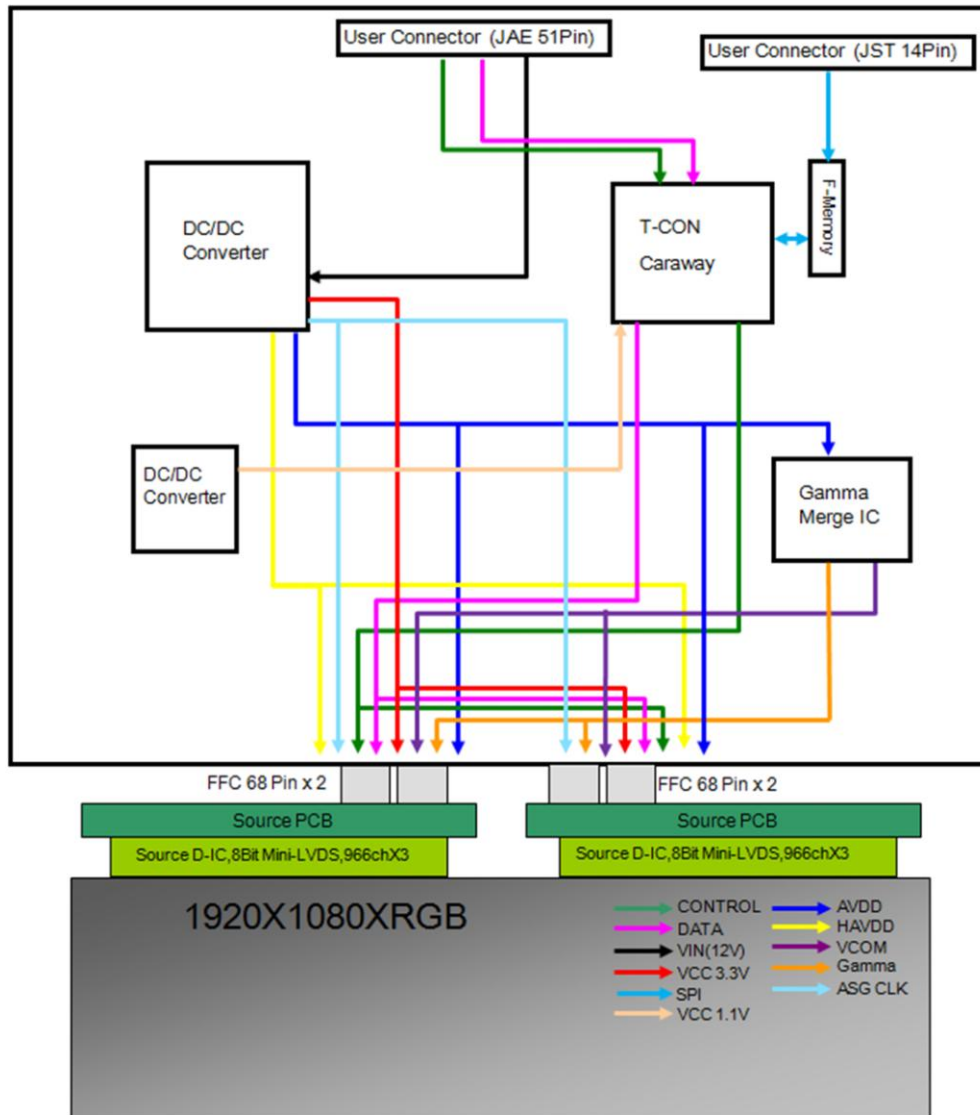 User Connector (JAE 51Pin)
User Connector (JST 14Pin)
DC/DC
Converter
T-CON
Caraway
F-Memory
DC/DC
Converter
Gamma
Merge IC
FFC 68 Pin x 2
FFC 68 Pin x 2
Source PCB
Source PCB
Source D-IC,8Bit Mini-LVDS,966chX3
Source D-IC,8Bit Mini-LVDS,966chX3
1920X1080XRGB
CONTROL
DATA
VIN(12V)
VCC 3.3V
SPI
VCC 1.1V
AVDD
HAVDD
VCOM
Gamma
ASG CLK